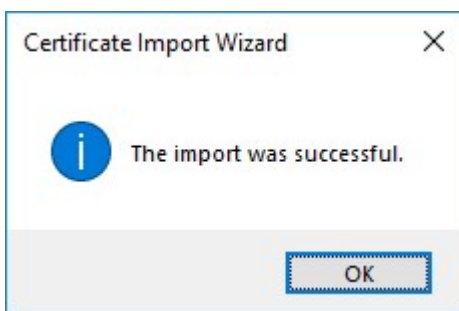 Certificate Import Wizard
The import was successful.
OK